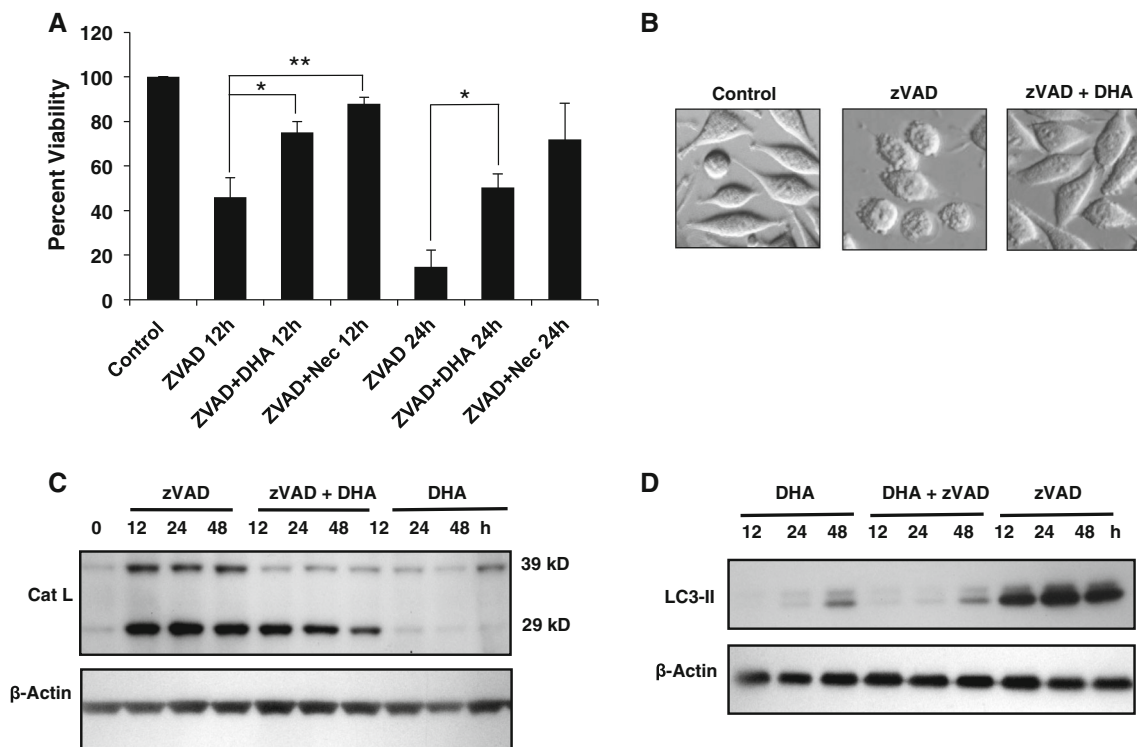 A
120
100
80
60
40
20
0
Percent Viability
*
**
*
Control
ZVAD 12h
ZVAD+DHA 12h
ZVAD+Nec 12h
ZVAD 24h
ZVAD+DHA 24h
ZVAD+Nec 24h
B
Control
zVAD
zVAD + DHA
C
zVAD
zVAD + DHA
DHA
0 12 24 48 12 24 48 12 24 48 h
Cat L
39 kD
29 kD
β-Actin
D
DHA
DHA + zVAD
zVAD
12 24 48 12 24 48 12 24 48 h
LC3-II
β-Actin